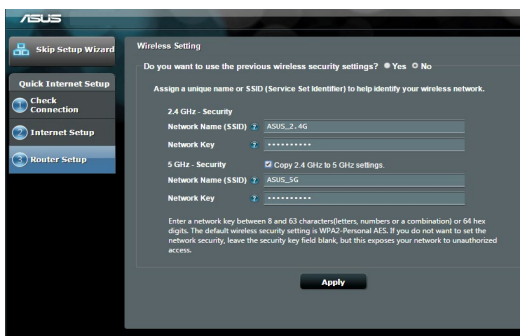 ASUS
Skip Setup Wizard
Quick Internet Setup
1 Check
Connection
2 Internet Setup
3 Router Setup
Wireless Setting
Do you want to use the previous wireless security settings? Yes No
Assign a unique name or SSID (Service Set Identifier) to help identify your wireless network.
2.4 GHz - Security
Network Name (SSID) ? ASUS_2.4G
Network Key ? ••••••••••
5 GHz - Security Copy 2.4 GHz to 5 GHz settings.
Network Name (SSID) ? ASUS_5G
Network Key ? ••••••••••
Enter a network key between 8 and 63 characters(letters, numbers or a combination) or 64 hex
digits. The default wireless security setting is WPA2-Personal AES. If you do not want to set the
network security, leave the security key field blank, but this exposes your network to unauthorized
access.
Apply